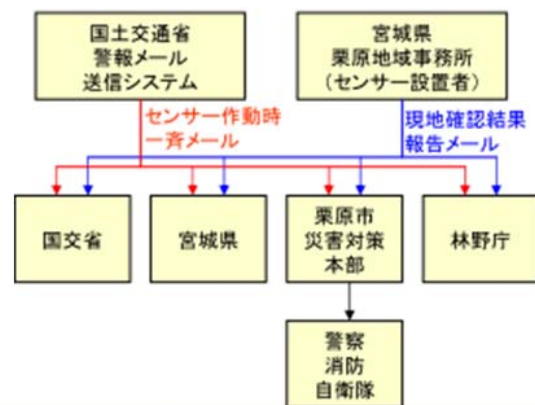 国土交通省
警報メール
送信システム
宮城県
栗原地域事務所
（センサー設置者）
センサー作動時
一斉メール
現地確認結果
報告メール
国交省
宮城県
栗原市
災害対策
本部
林野庁
警察
消防
自衛隊